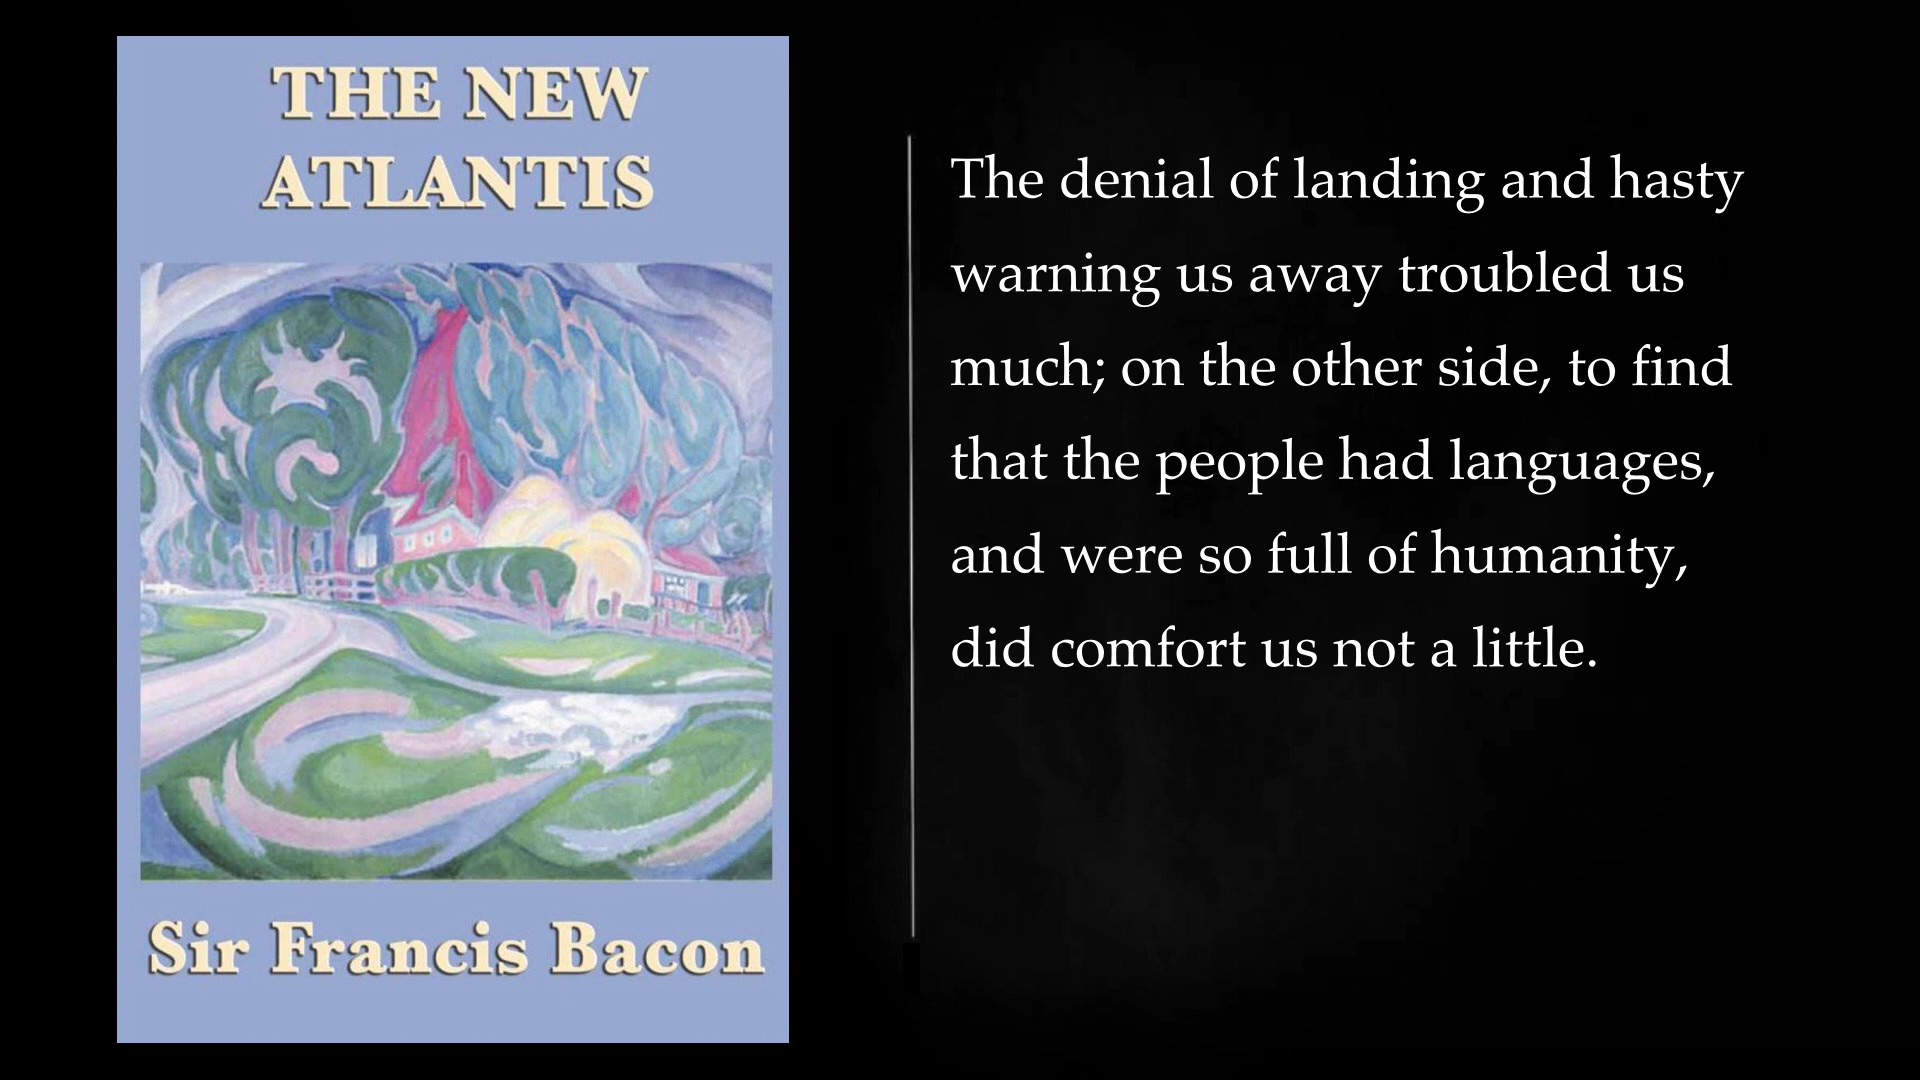 THE NEW
ATLANTIS
Sir Francis Bacon
The denial of landing and hasty
warning us away troubled us
much; on the other side, to find
that the people had languages,
and were so full of humanity,
did comfort us not a little.